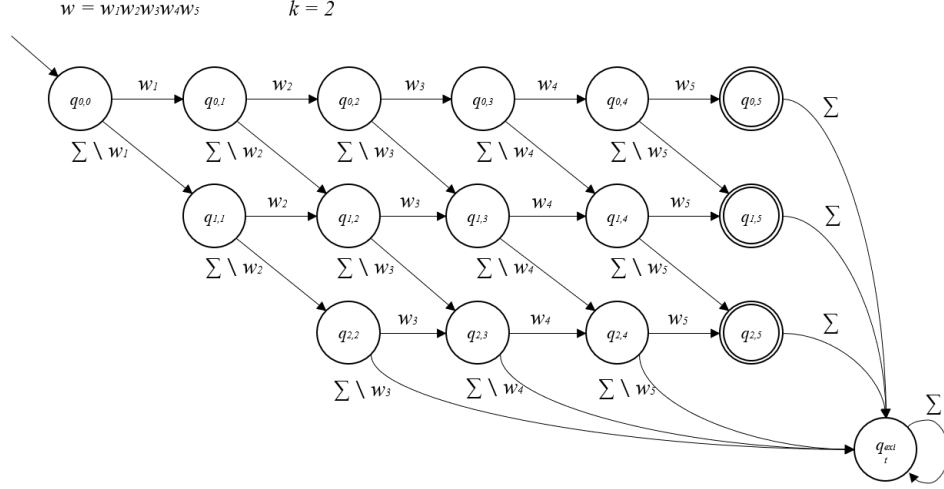 w = w₁w₂w₃w₄w₅ k = 2
w₁ w₂ w₃ w₄ w₅
q₀,₀ q₀,₁ q₀,₂ q₀,₃ q₀,₄ q₀,₅
∑
∑ \ w₁ ∑ \ w₂ ∑ \ w₃ ∑ \ w₄ ∑ \ w₅
w₂ w₃ w₄ w₅
q₁,₁ q₁,₂ q₁,₃ q₁,₄ q₁,₅ ∑
∑ \ w₂ ∑ \ w₃ ∑ \ w₄ ∑ \ w₅
w₃ w₄ w₅ ∑
q₂,₂ q₂,₃ q₂,₄ q₂,₅
∑ \ w₃ ∑ \ w₄ ∑ \ w₅
∑
q exi
t